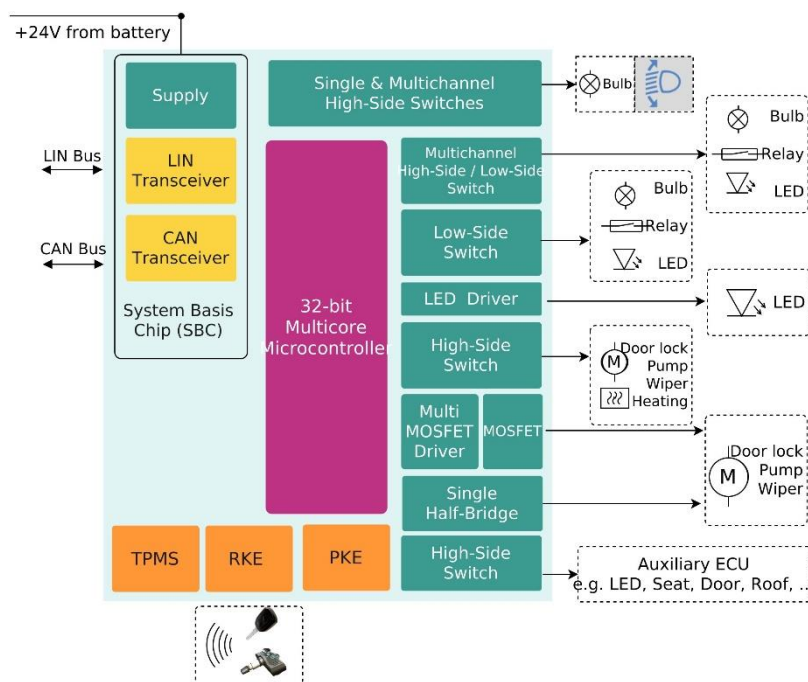 +24V from battery
Supply
Single & Multichannel
High-Side Switches
Bulb
LIN Bus
LIN
Transceiver
CAN Bus
CAN
Transceiver
System Basis
Chip (SBC)
32-bit
Multicore
Microcontroller
Multichannel
High-Side / Low-Side
Switch
Bulb
Relay
LED
Low-Side
Switch
Bulb
Relay
LED
LED Driver
LED
High-Side
Switch
M
Door lock
Pump
Wiper
Heating
Multi
MOSFET
Driver
MOSFET
Single
Half-Bridge
M
Door lock
Pump
Wiper
High-Side
Switch
Auxiliary ECU
e.g. LED, Seat, Door, Roof, ..
TPMS
RKE
PKE